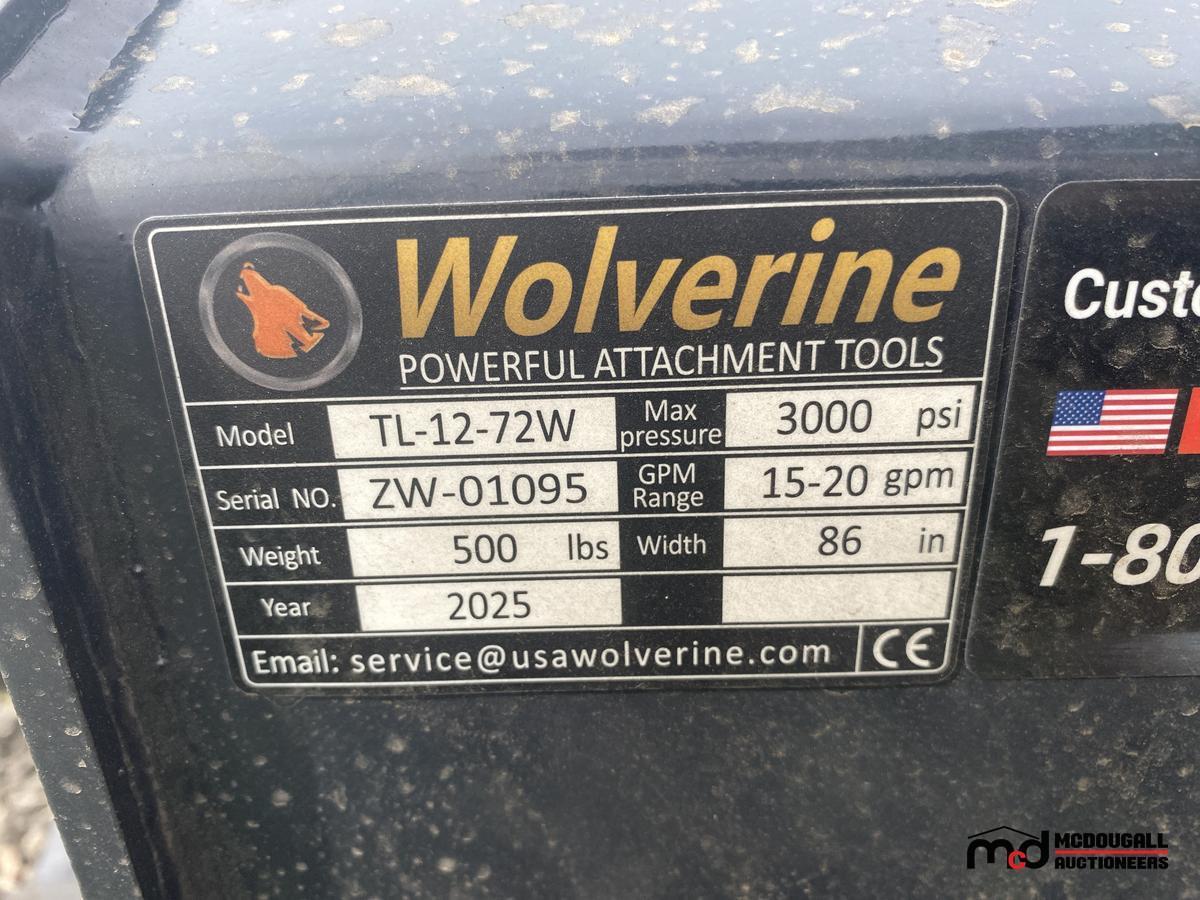 Wolverine
POWERFUL ATTACHMENT TOOLS
Model TL-12-72W Max pressure 3000 psi
Serial NO. ZW-01095 GPM Range 15-20 gpm
Weight 500 lbs Width 86 in
Year 2025
Email: service@usawolverine.com CE
1-80
mcd MCDOUGALL
AUCTIONEERS